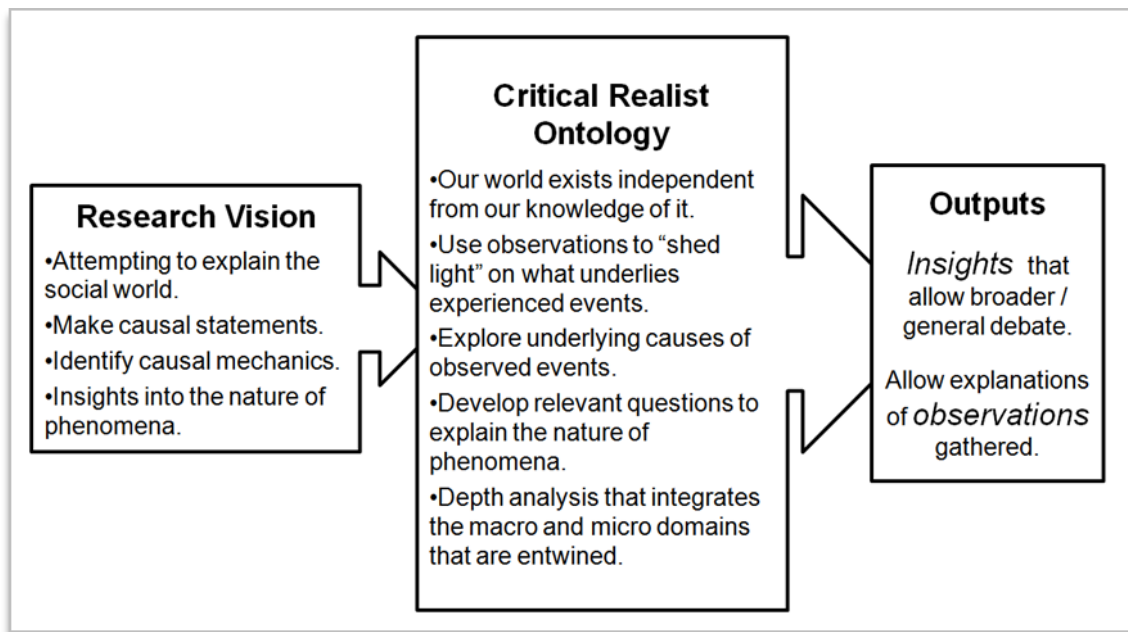 Research Vision
•Attempting to explain the
social world.
•Make causal statements.
•Identify causal mechanics.
•Insights into the nature of
phenomena.
Critical Realist
Ontology
•Our world exists independent
from our knowledge of it.
•Use observations to “shed
light” on what underlies
experienced events.
•Explore underlying causes of
observed events.
•Develop relevant questions to
explain the nature of
phenomena.
•Depth analysis that integrates
the macro and micro domains
that are entwined.
Outputs
Insights that
allow broader /
general debate.
Allow explanations
of observations
gathered.